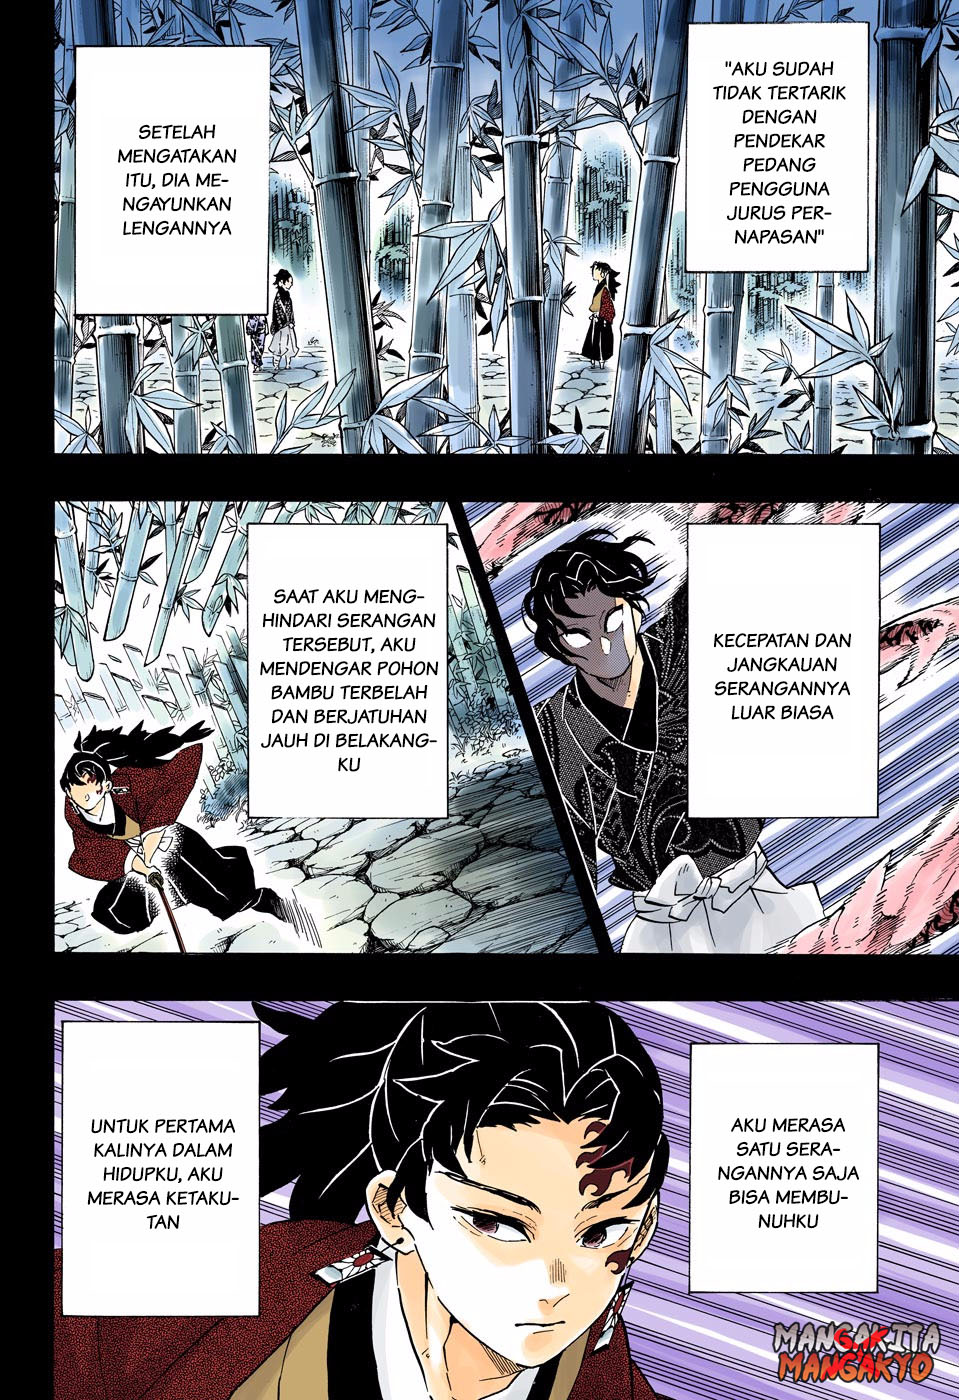 "AKU SUDAH
TIDAK TERTARIK
DENGAN
PENDEKAR
PEDANG
PENGGUNA
JURUS PER-
NAPASAN"
SETELAH
MENGATAKAN
ITU, DIA ME-
NGAYUNKAN
LENGANNYA
KECEPATAN DAN
JANGKAUAN
SERANGANNYA
LUAR BIASA
SAAT AKU MENG-
HINDARI SERANGAN
TERSEBUT, AKU
MENDENGAR POHON
BAMBU TERBELAH
DAN BERJATUHAN
JAUH DI BELAKANG-
KU
AKU MERASA
SATU SERA-
NGANNYA SAJA
BISA MEMBU-
NUHKU
UNTUK PERTAMA
KALINYA DALAM
HIDUPKU, AKU
MERASA KETAKU-
TAN
MANGAKITA
MANGAKYO